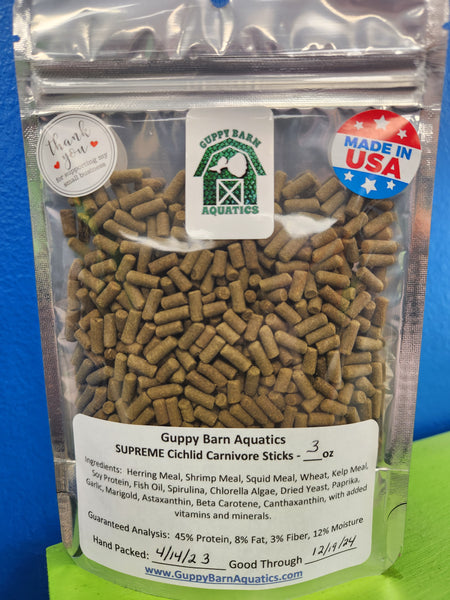 thank
you
for supporting my
small business
GUPPY BARN
AQUATICS
MADE IN
USA
Guppy Barn Aquatics
SUPREME Cichlid Carnivore Sticks - 3 oz
Ingredients: Herring Meal, Shrimp Meal, Squid Meal, Wheat, Kelp Meal,
Soy Protein, Fish Oil, Spirulina, Chlorella Algae, Dried Yeast, Paprika,
Garlic, Marigold, Astaxanthin, Beta Carotene, Canthaxanthin, with added
vitamins and minerals.
Guaranteed Analysis: 45% Protein, 8% Fat, 3% Fiber, 12% Moisture
Hand Packed: 4/14/23 Good Through 12/19/24
www.GuppyBarnAquatics.com